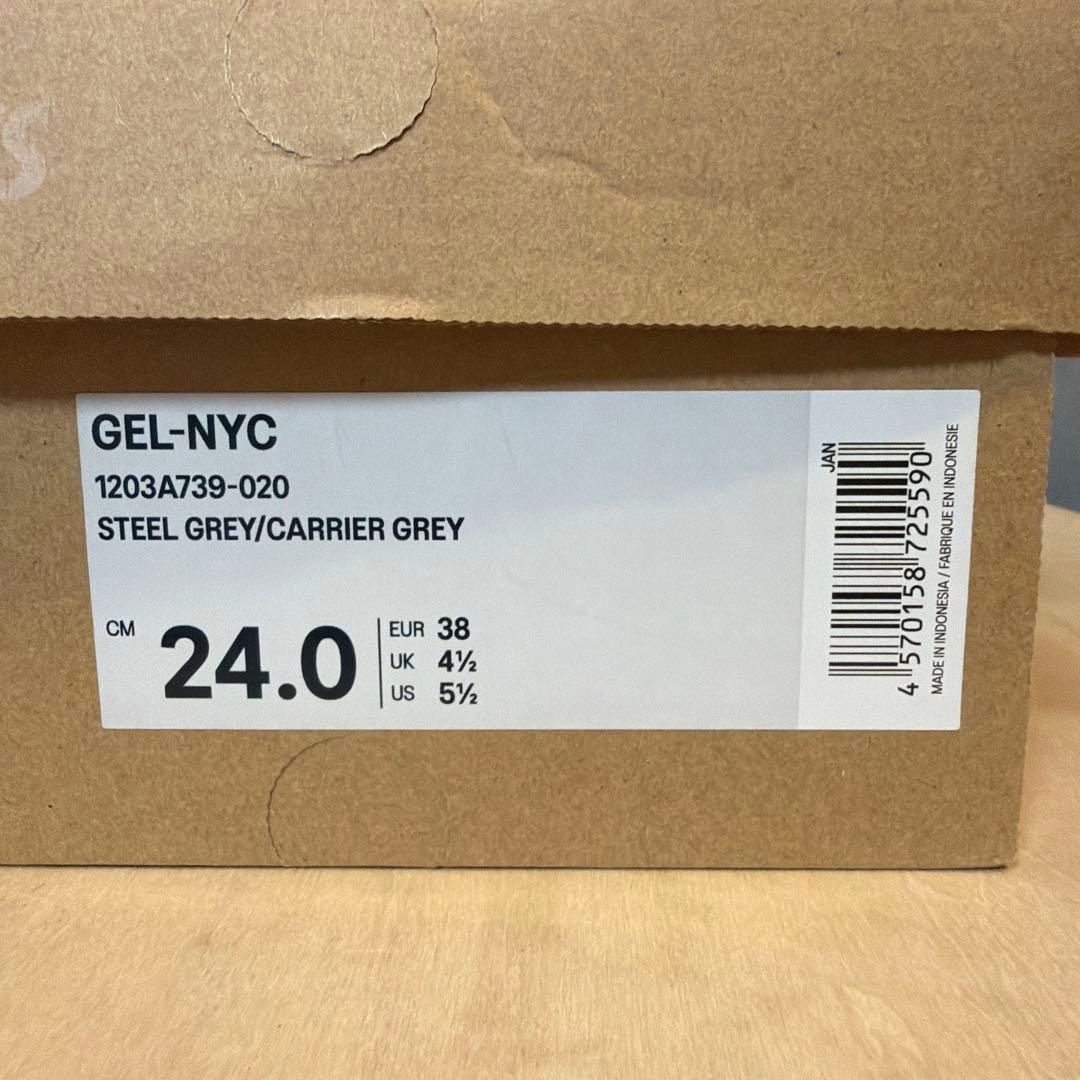 S
GEL-NYC
1203A739-020
STEEL GREY/CARRIER GREY
CM 24.0
EUR 38
UK 4½
US 5½
JAN
4 570158 725590
MADE IN INDONESIA / FABRIQUE EN INDONESIE